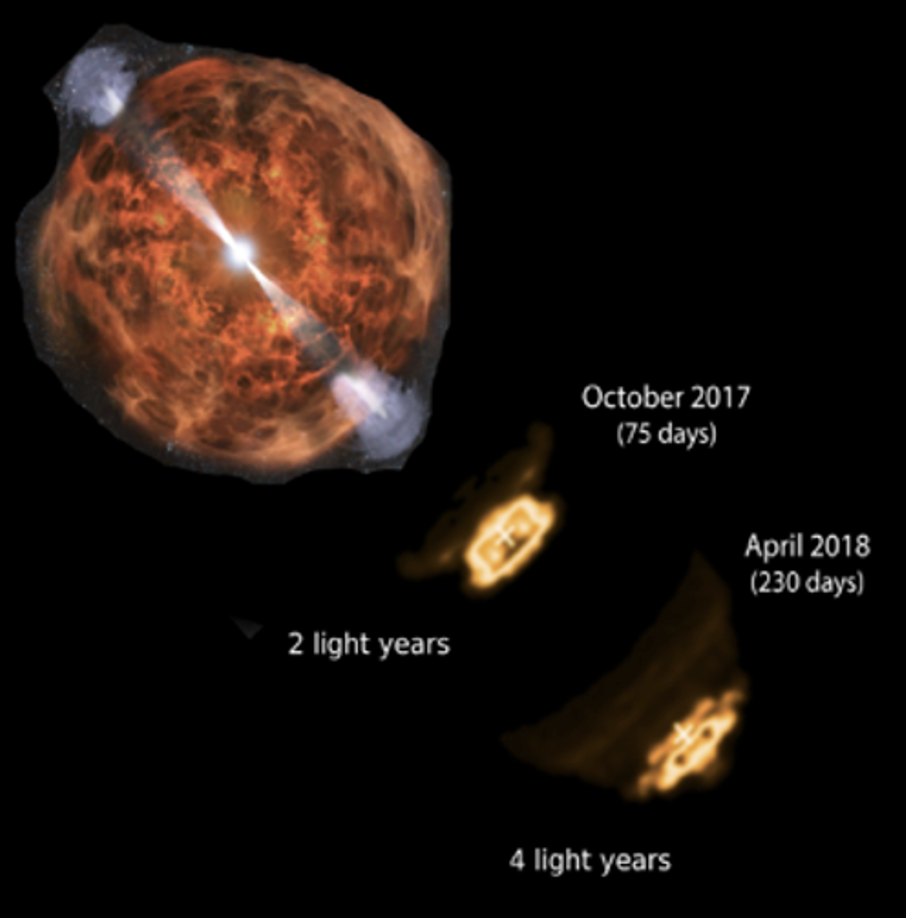 October 2017
(75 days)
April 2018
(230 days)
2 light years
4 light years